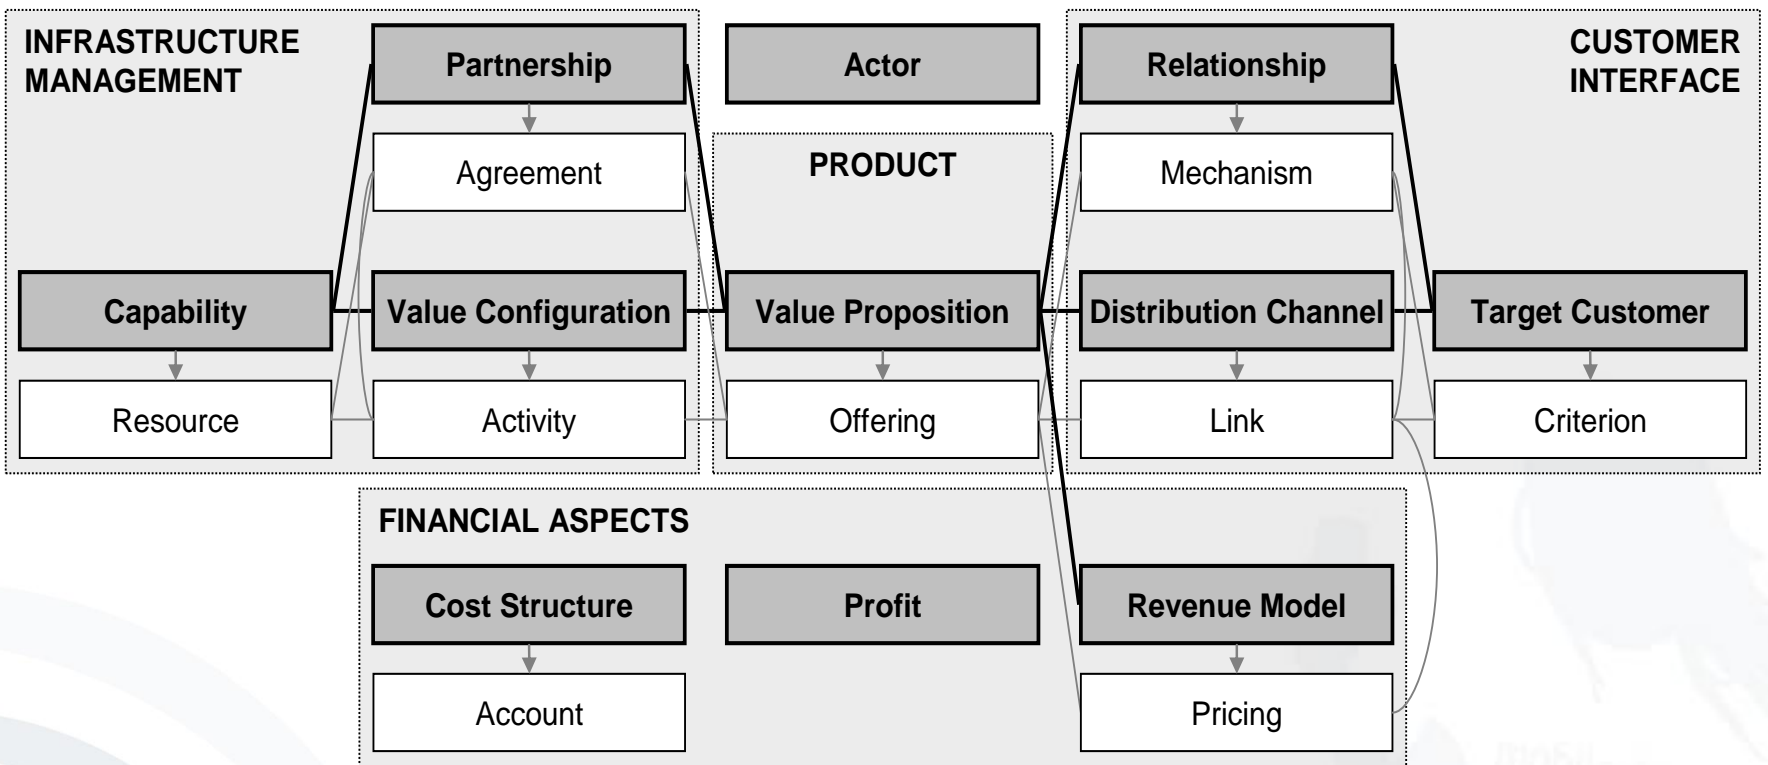 INFRASTRUCTURE
MANAGEMENT
Partnership
Actor
Relationship
CUSTOMER
INTERFACE
Agreement
PRODUCT
Mechanism
Capability
Value Configuration
Value Proposition
Distribution Channel
Target Customer
Resource
Activity
Offering
Link
Criterion
FINANCIAL ASPECTS
Cost Structure
Profit
Revenue Model
Account
Pricing